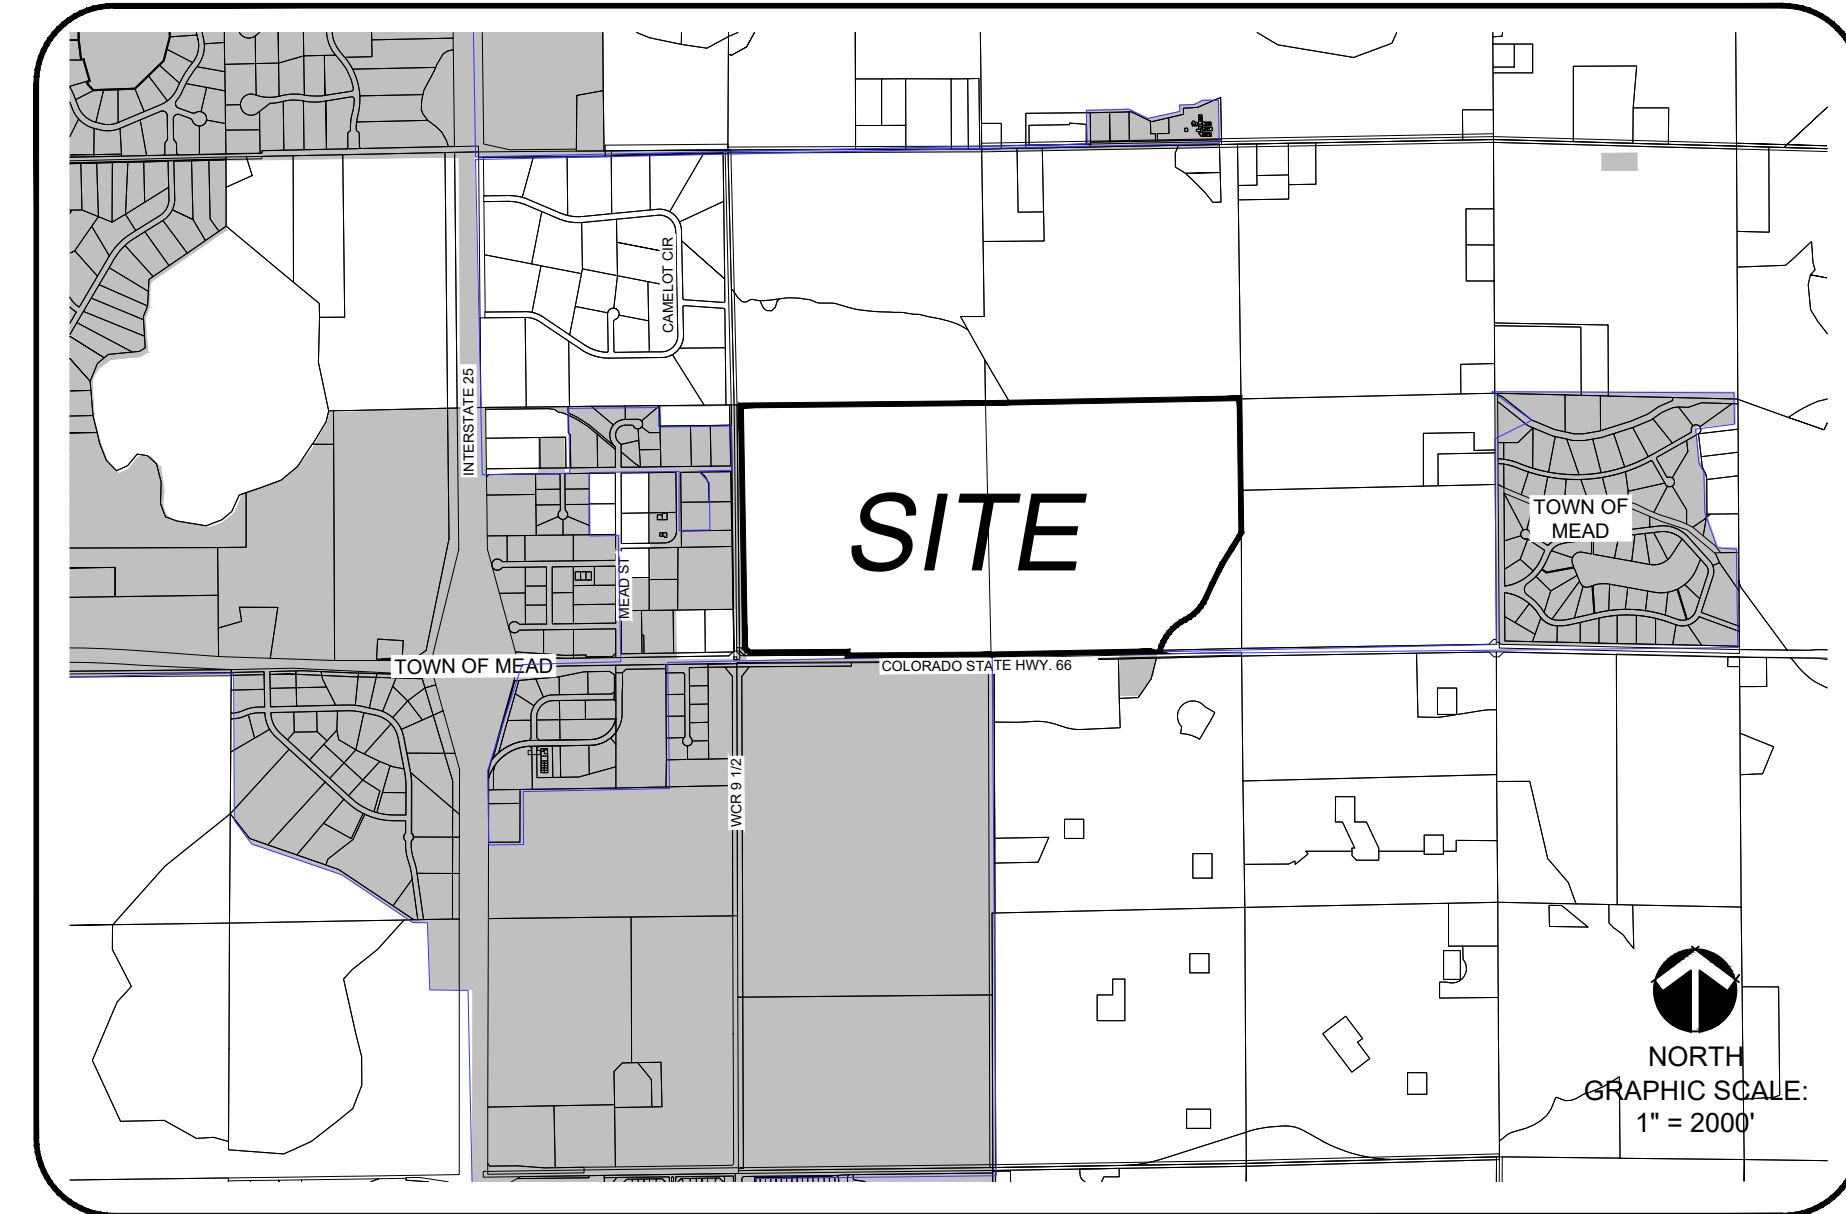 CAMELOT CIR
INTERSTATE 25
SITE
TOWN OF
MEAD
MEAD ST
TOWN OF MEAD
COLORADO STATE HWY. 66
WCR 9 1/2
NORTH
GRAPHIC SCALE:
1" = 2000'